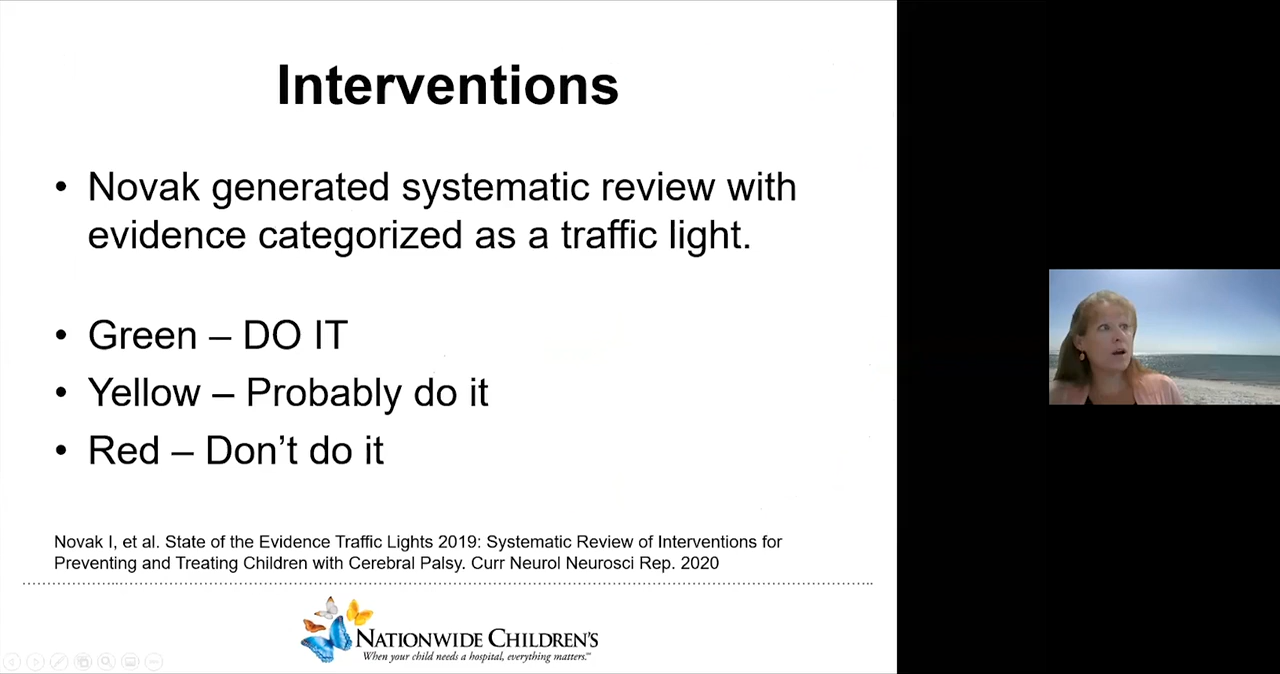 Interventions
• Novak generated systematic review with
evidence categorized as a traffic light.
• Green – DO IT
• Yellow – Probably do it
• Red – Don’t do it
Novak I, et al. State of the Evidence Traffic Lights 2019: Systematic Review of Interventions for
Preventing and Treating Children with Cerebral Palsy. Curr Neurol Neurosci Rep. 2020
NATIONWIDE CHILDREN'S
When your child needs a hospital, everything matters.℠